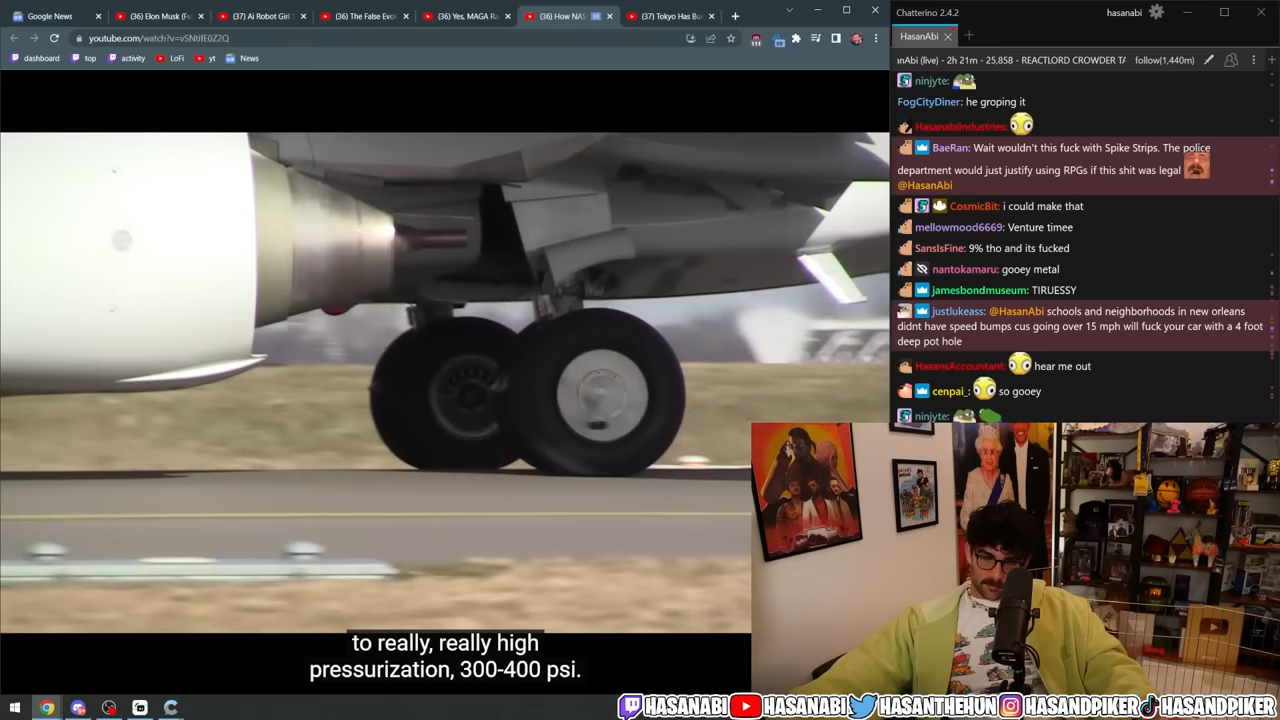 Google News
(36) Elon Musk (Fu
(37) Ai Robot Girl
(36) The False Evo
(36) Yes, MAGA Ra
(36) How NAS
(37) Tokyo Has Bu
youtube.com/watch?v=vSNtifE0Z2Q
dashboard
top
activity
LoFi
yt
News
Chatterino 2.4.2
hasanabi
HasanAbi
anAbi (live) - 2h 21m - 25,858 - REACTLORD CROWDER TA
follow(1,440m)
ninjyte:
FogCityDiner: he groping it
HasanabiIndustries:
BaeRan: Wait wouldn't this fuck with Spike Strips. The police
department would just justify using RPGs if this shit was legal
@HasanAbi
CosmicBit: i could make that
mellowmood6669: Venture timee
SansIsFine: 9% tho and its fucked
nantokamaru: gooey metal
jamesbondmuseum: TIRUESSY
justlukeass: @HasanAbi schools and neighborhoods in new orleans
didnt have speed bumps cus going over 15 mph will fuck your car with a 4 foot
deep pot hole
HasansAccountant: hear me out
cenpai_: so gooey
ninjyte:
to really, really high
pressurization, 300-400 psi.
HASANABI HASANABI HASANTHEHUN HASANDPIKER HASANDPIKER